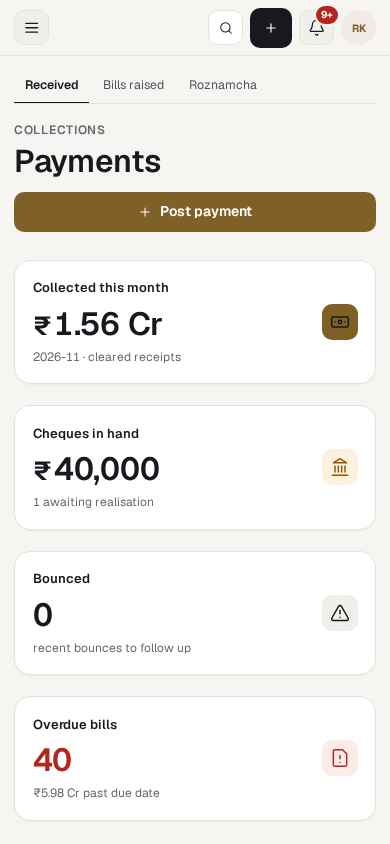 9+
RK
Received
Bills raised
Roznamcha
COLLECTIONS
Payments
Post payment
Collected this month
₹1.56 Cr
2026-11 · cleared receipts
Cheques in hand
₹40,000
1 awaiting realisation
Bounced
0
recent bounces to follow up
Overdue bills
40
₹5.98 Cr past due date